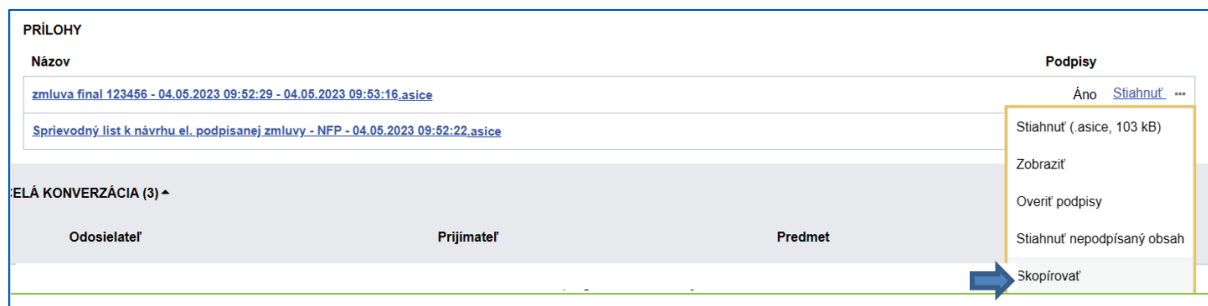 PRÍLOHY
Názov Podpisy
zmluva final 123456 - 04.05.2023 09:52:29 - 04.05.2023 09:53:16.asice Áno Stiahnuť ...
Sprievodný list k návrhu el. podpísanej zmluvy - NFP - 04.05.2023 09:52:22.asice
Stiahnuť (.asice, 103 kB)
Zobraziť
Overiť podpisy
Stiahnuť nepodpísaný obsah
Skopírovať
ELÁ KONVERZÁCIA (3)
Odosielateľ Prijímateľ Predmet